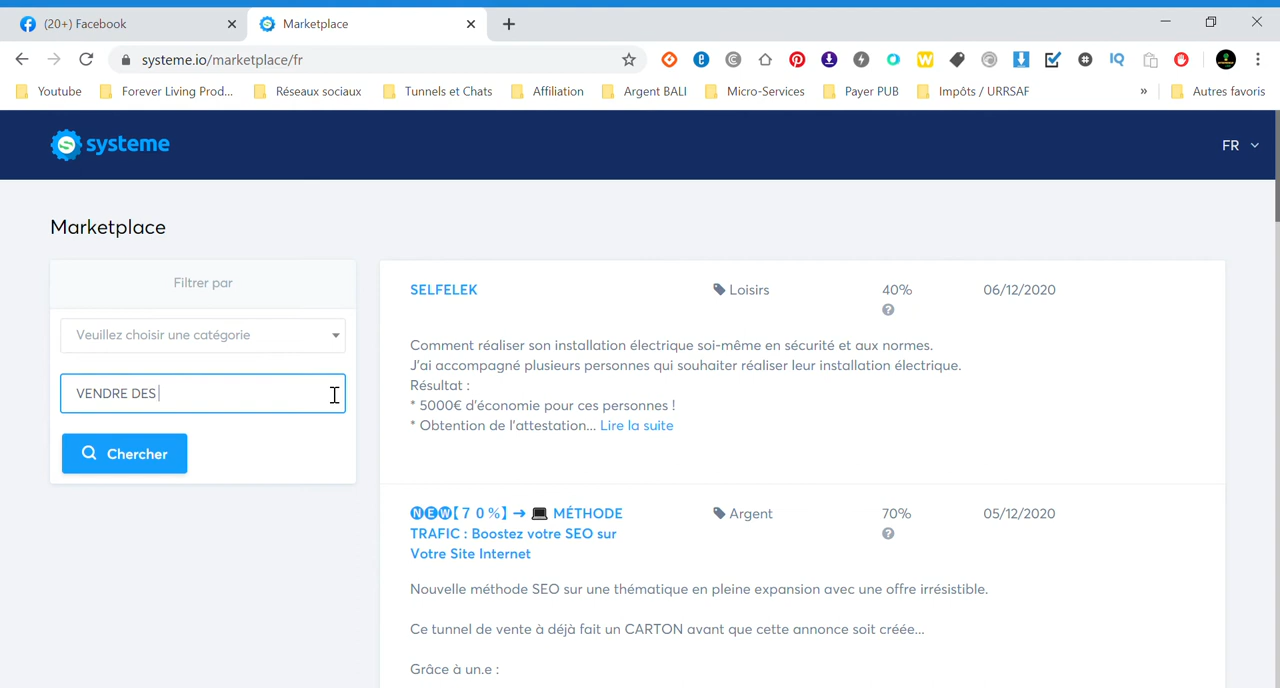 (20+) Facebook
Marketplace
systeme.io/marketplace/fr
Youtube
Forever Living Prod...
Réseaux sociaux
Tunnels et Chats
Affiliation
Argent BALI
Micro-Services
Payer PUB
Impôts / URRSAF
»
Autres favoris
systeme
FR
Marketplace
Filtrer par
Veuillez choisir une catégorie
VENDRE DES
Chercher
SELFELEK
Loisirs
40%
06/12/2020
Comment réaliser son installation électrique soi-même en sécurité et aux normes.
J'ai accompagné plusieurs personnes qui souhaiter réaliser leur installation électrique.
Résultat :
* 5000€ d'économie pour ces personnes !
* Obtention de l'attestation... Lire la suite
🅝🅔🅦【７０%】➔ 💻 MÉTHODE
TRAFIC : Boostez votre SEO sur
Votre Site Internet
Argent
70%
05/12/2020
Nouvelle méthode SEO sur une thématique en pleine expansion avec une offre irrésistible.
Ce tunnel de vente à déjà fait un CARTON avant que cette annonce soit créée...
Grâce à un.e :